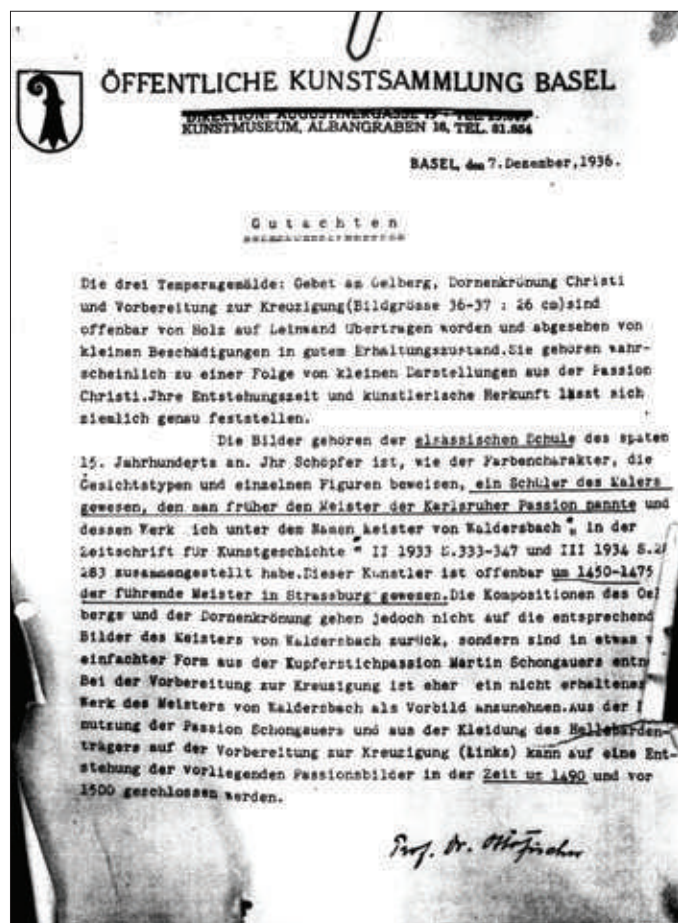 ÖFFENTLICHE KUNSTSAMMLUNG BASEL
DIREKTION: AUGUSTINERGASSE
KUNSTMUSEUM, ALBANGRABEN 16, TEL. 21.854
BASEL, den 7.Dezember,1936.
Gutachten
Die drei Temperagemälde: Gebet am Oelberg, Dornenkrönung Christi
und Vorbereitung zur Kreuzigung(Bildgrösse 36-37 : 26 cm)sind
offenbar von Holz auf Leinwand übertragen worden und abgesehen von
kleinen Beschädigungen in gutem Erhaltungszustand.Sie gehören wahr-
scheinlich zu einer Folge von kleinen Darstellungen aus der Passion
Christi.Jhre Entstehungszeit und künstlerische Herkunft lässt sich
ziemlich genau feststellen.
Die Bilder gehören der elsässischen Schule des späten
15. Jahrhunderts an. Jhr Schöpfer ist, wie der Farbencharakter, die
Gesichtstypen und einzelnen Figuren beweisen, ein Schüler des Malers
gewesen, den man früher den Meister der Karlsruher Passion nannte und
dessen Werk ich unter dem Namen Meister von Waldersbach " in der
Zeitschrift für Kunstgeschichte " II 1933 S.333-347 und III 1934
283 zusammengestellt habe.Dieser Künstler ist offenbar um 1450-1475
der führende Meister in Strassburg gewesen.Die Kompositionen des Oel
bergs und der Dornenkrönung gehen jedoch nicht auf die entsprechend
Bilder des Meisters von Waldersbach zurück, sondern sind in etwas v
einfachter Form aus der Kupferstichpassion Martin Schongauers entn
Bei der Vorbereitung zur Kreuzigung ist eher ein nicht erhaltenes
Werk des Meisters von Waldersbach als Vorbild anzunehmen.Aus der
nutzung der Passion Schongauers und aus der Kleidung des Hellebarden-
trägers auf der Vorbereitung zur Kreuzigung (Links) kann auf eine Ent-
stehung der vorliegenden Passionsbilder in der Zeit um 1490 und vor
1500 geschlossen werden.
Prof. Dr. Otto Fischer